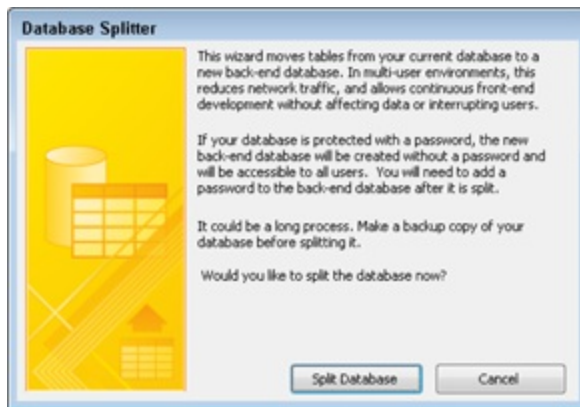 Database Splitter
This wizard moves tables from your current database to a
new back-end database. In multi-user environments, this
reduces network traffic, and allows continuous front-end
development without affecting data or interrupting users.
If your database is protected with a password, the new
back-end database will be created without a password and
will be accessible to all users.  You will need to add a
password to the back-end database after it is split.
It could be a long process. Make a backup copy of your
database before splitting it.
Would you like to split the database now?
Split Database
Cancel